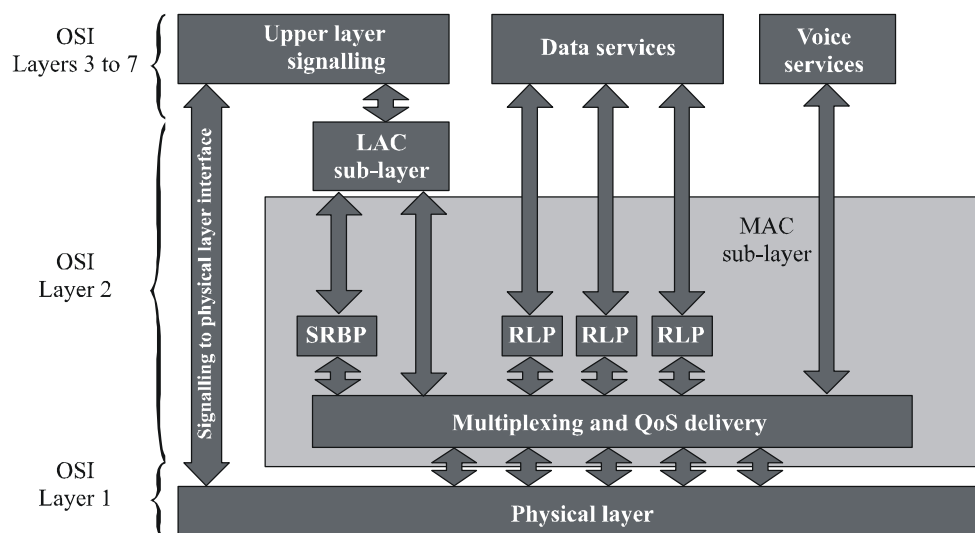 OSI
Layers 3 to 7
Upper layer
signalling
Data services
Voice
services
Signalling to physical layer interface
LAC
sub-layer
MAC
sub-layer
OSI
Layer 2
SRBP
RLP
RLP
RLP
Multiplexing and QoS delivery
OSI
Layer 1
Physical layer